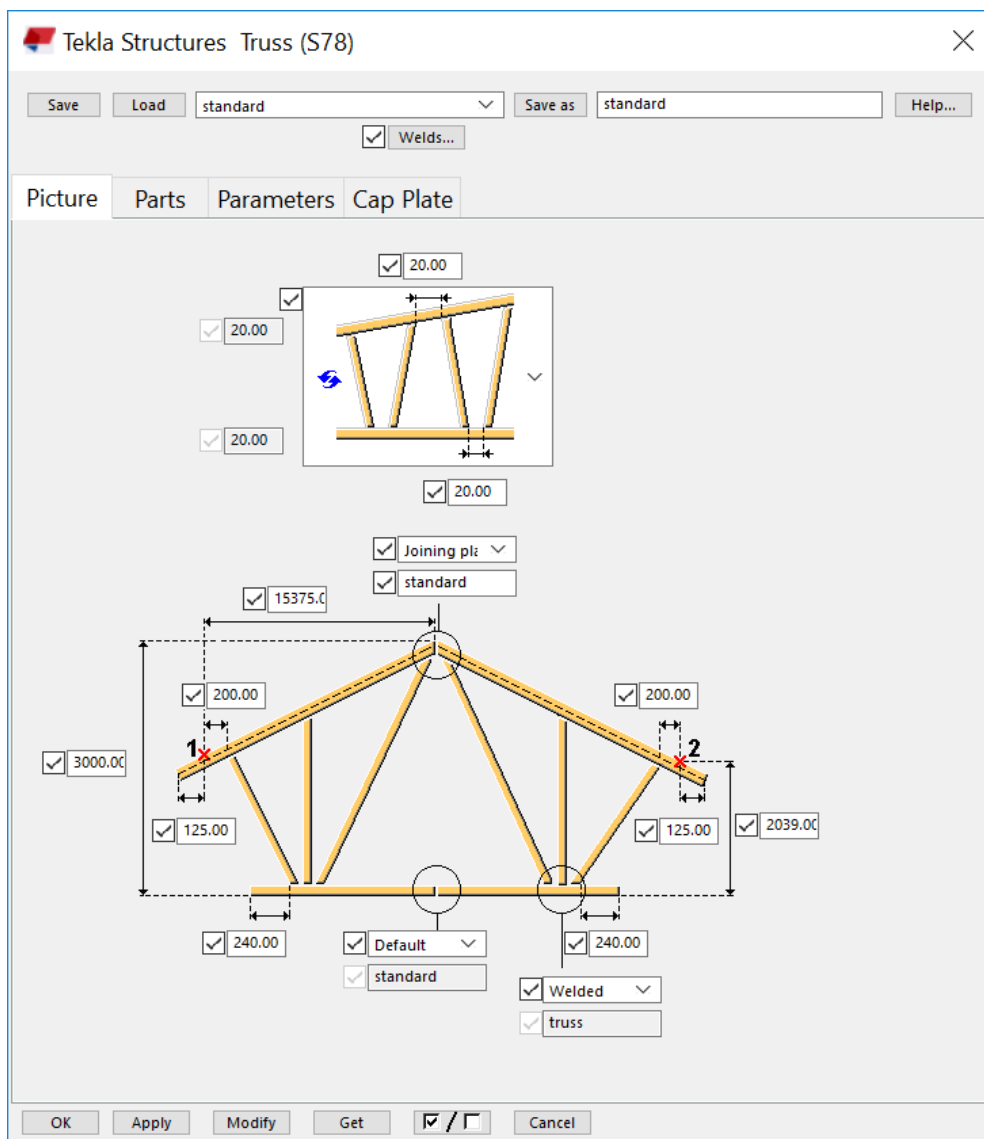 Tekla Structures  Truss (S78)
Save Load standard Save as standard Help...
Welds...
Picture Parts Parameters Cap Plate
20.00
20.00
20.00
20.00
Joining pla
standard
15375.0
200.00 200.00
1 2
3000.00
125.00 125.00 2039.00
240.00 Default 240.00
standard
Welded
truss
OK Apply Modify Get / Cancel